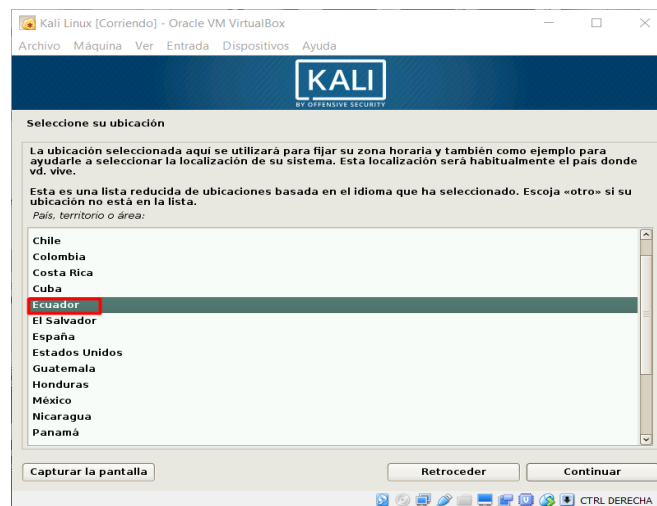 Kali Linux [Corriendo] - Oracle VM VirtualBox
Archivo Máquina Ver Entrada Dispositivos Ayuda
KALI
BY OFFENSIVE SECURITY
Seleccione su ubicación
La ubicación seleccionada aquí se utilizará para fijar su zona horaria y también como ejemplo para
ayudarle a seleccionar la localización de su sistema. Esta localización será habitualmente el país donde
vd. vive.
Esta es una lista reducida de ubicaciones basada en el idioma que ha seleccionado. Escoja «otro» si su
ubicación no está en la lista.
País, territorio o área:
Chile
Colombia
Costa Rica
Cuba
Ecuador
El Salvador
España
Estados Unidos
Guatemala
Honduras
México
Nicaragua
Panamá
Capturar la pantalla Retroceder Continuar
CTRL DERECHA